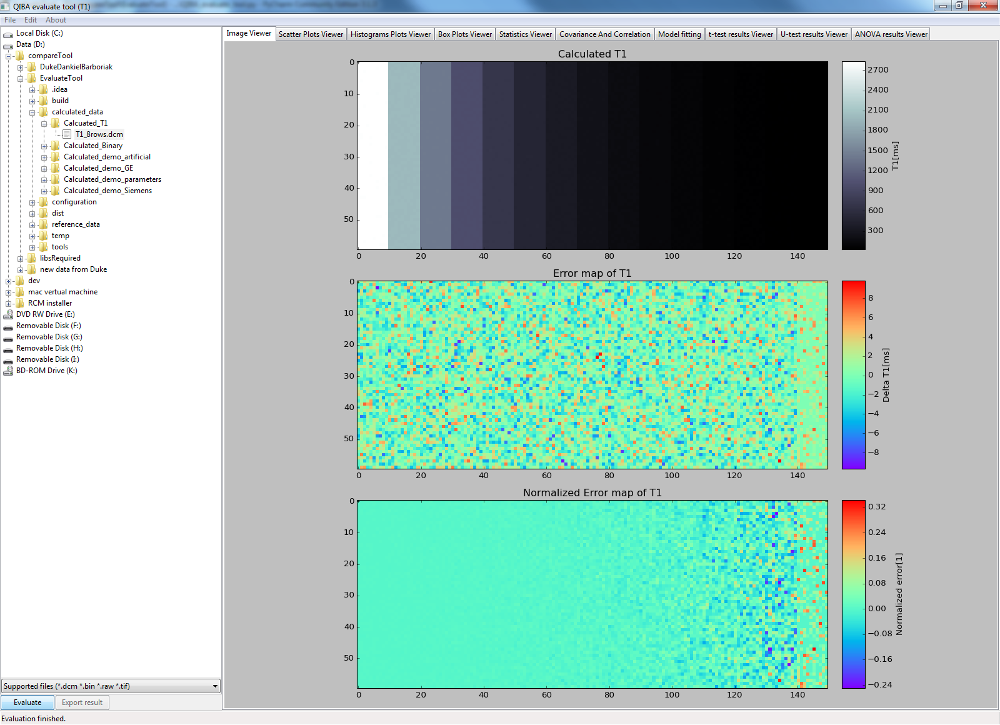 QIBA evaluate tool (T1)
File Edit About
Local Disk (C:)
Data (D:)
compareTool
DukeDankielBarboriak
EvaluateTool
.idea
build
calculated_data
Calcuated_T1
T1_8rows.dcm
Calculated_Binary
Calculated_demo_artificial
Calculated_demo_GE
Calculated_demo_parameters
Calculated_demo_Siemens
configuration
dist
reference_data
temp
tools
libsRequired
new data from Duke
dev
mac vertual machine
RCM installer
DVD RW Drive (E:)
Removable Disk (F:)
Removable Disk (G:)
Removable Disk (H:)
Removable Disk (I:)
BD-ROM Drive (K:)
Supported files (*.dcm *.bin *.raw *.tif)
Evaluate Export result
Evaluation finished.
Image Viewer Scatter Plots Viewer Histograms Plots Viewer Box Plots Viewer Statistics Viewer Covariance And Correlation Model fitting t-test results Viewer U-test results Viewer ANOVA results Viewer
Calculated T1
0
10
20
30
40
50
0 20 40 60 80 100 120 140
2700
2400
2100
1800
1500
1200
900
600
300
T1[ms]
Error map of T1
0
10
20
30
40
50
0 20 40 60 80 100 120 140
8
6
4
2
0
−2
−4
−6
−8
Delta T1[ms]
Normalized Error map of T1
0
10
20
30
40
50
0 20 40 60 80 100 120 140
0.32
0.24
0.16
0.08
0.00
−0.08
−0.16
−0.24
Normalized error[1]